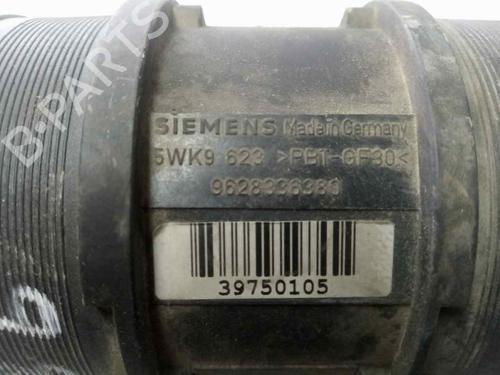 B-PARTS
SIEMENS Made in Germany
5WK9 623 >PBT-GF30<
9628336380
39750105